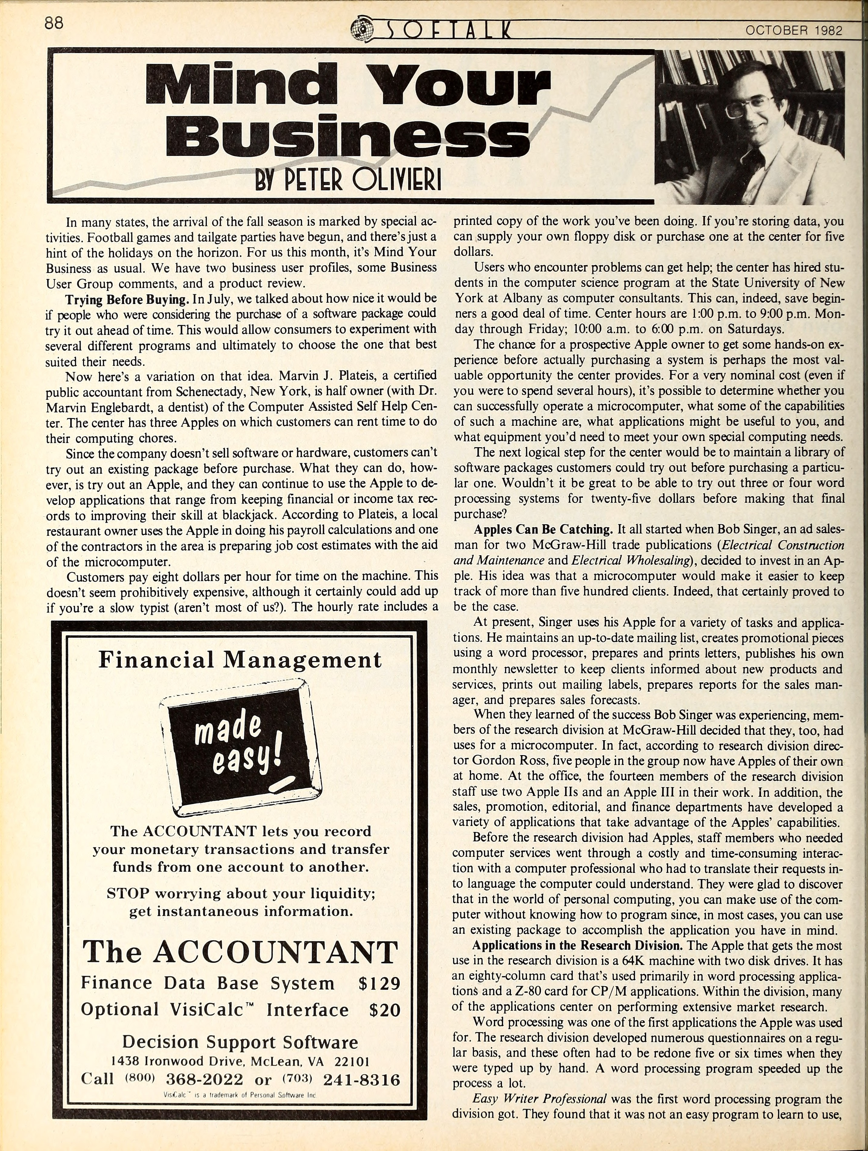 88
SOFTALK
OCTOBER 1982
Mind Your
Business
BY PETER OLIVIERI
In many states, the arrival of the fall season is marked by special ac-
tivities. Football games and tailgate parties have begun, and there's just a
hint of the holidays on the horizon. For us this month, it's Mind Your
Business as usual. We have two business user profiles, some Business
User Group comments, and a product review.
Trying Before Buying. In July, we talked about how nice it would be
if people who were considering the purchase of a software package could
try it out ahead of time. This would allow consumers to experiment with
several different programs and ultimately to choose the one that best
suited their needs.
Now here's a variation on that idea. Marvin J. Plateis, a certified
public accountant from Schenectady, New York, is half owner (with Dr.
Marvin Englebardt, a dentist) of the Computer Assisted Self Help Cen-
ter. The center has three Apples on which customers can rent time to do
their computing chores.
Since the company doesn't sell software or hardware, customers can't
try out an existing package before purchase. What they can do, how-
ever, is try out an Apple, and they can continue to use the Apple to de-
velop applications that range from keeping financial or income tax rec-
ords to improving their skill at blackjack. According to Plateis, a local
restaurant owner uses the Apple in doing his payroll calculations and one
of the contractors in the area is preparing job cost estimates with the aid
of the microcomputer.
Customers pay eight dollars per hour for time on the machine. This
doesn't seem prohibitively expensive, although it certainly could add up
if you're a slow typist (aren't most of us?). The hourly rate includes a
Financial Management
made
easy!
The ACCOUNTANT lets you record
your monetary transactions and transfer
funds from one account to another.
STOP worrying about your liquidity;
get instantaneous information.
The ACCOUNTANT
Finance Data Base System $129
Optional VisiCalc™ Interface $20
Decision Support Software
1438 Ironwood Drive, McLean, VA 22101
Call (800) 368-2022 or (703) 241-8316
VisiCalc™ is a trademark of Personal Software Inc.
printed copy of the work you've been doing. If you're storing data, you
can supply your own floppy disk or purchase one at the center for five
dollars.
Users who encounter problems can get help; the center has hired stu-
dents in the computer science program at the State University of New
York at Albany as computer consultants. This can, indeed, save begin-
ners a good deal of time. Center hours are 1:00 p.m. to 9:00 p.m. Mon-
day through Friday; 10:00 a.m. to 6:00 p.m. on Saturdays.
The chance for a prospective Apple owner to get some hands-on ex-
perience before actually purchasing a system is perhaps the most val-
uable opportunity the center provides. For a very nominal cost (even if
you were to spend several hours), it's possible to determine whether you
can successfully operate a microcomputer, what some of the capabilities
of such a machine are, what applications might be useful to you, and
what equipment you'd need to meet your own special computing needs.
The next logical step for the center would be to maintain a library of
software packages customers could try out before purchasing a particu-
lar one. Wouldn't it be great to be able to try out three or four word
processing systems for twenty-five dollars before making that final
purchase?
Apples Can Be Catching. It all started when Bob Singer, an ad sales-
man for two McGraw-Hill trade publications (Electrical Construction
and Maintenance and Electrical Wholesaling), decided to invest in an Ap-
ple. His idea was that a microcomputer would make it easier to keep
track of more than five hundred clients. Indeed, that certainly proved to
be the case.
At present, Singer uses his Apple for a variety of tasks and applica-
tions. He maintains an up-to-date mailing list, creates promotional pieces
using a word processor, prepares and prints letters, publishes his own
monthly newsletter to keep clients informed about new products and
services, prints out mailing labels, prepares reports for the sales man-
ager, and prepares sales forecasts.
When they learned of the success Bob Singer was experiencing, mem-
bers of the research division at McGraw-Hill decided that they, too, had
uses for a microcomputer. In fact, according to research division direc-
tor Gordon Ross, five people in the group now have Apples of their own
at home. At the office, the fourteen members of the research division
staff use two Apple IIs and an Apple III in their work. In addition, the
sales, promotion, editorial, and finance departments have developed a
variety of applications that take advantage of the Apples' capabilities.
Before the research division had Apples, staff members who needed
computer services went through a costly and time-consuming interac-
tion with a computer professional who had to translate their requests in-
to language the computer could understand. They were glad to discover
that in the world of personal computing, you can make use of the com-
puter without knowing how to program since, in most cases, you can use
an existing package to accomplish the application you have in mind.
Applications in the Research Division. The Apple that gets the most
use in the research division is a 64K machine with two disk drives. It has
an eighty-column card that's used primarily in word processing applica-
tions and a Z-80 card for CP/M applications. Within the division, many
of the applications center on performing extensive market research.
Word processing was one of the first applications the Apple was used
for. The research division developed numerous questionnaires on a regu-
lar basis, and these often had to be redone five or six times when they
were typed up by hand. A word processing program speeded up the
process a lot.
Easy Writer Professional was the first word processing program the
division got. They found that it was not an easy program to learn to use,